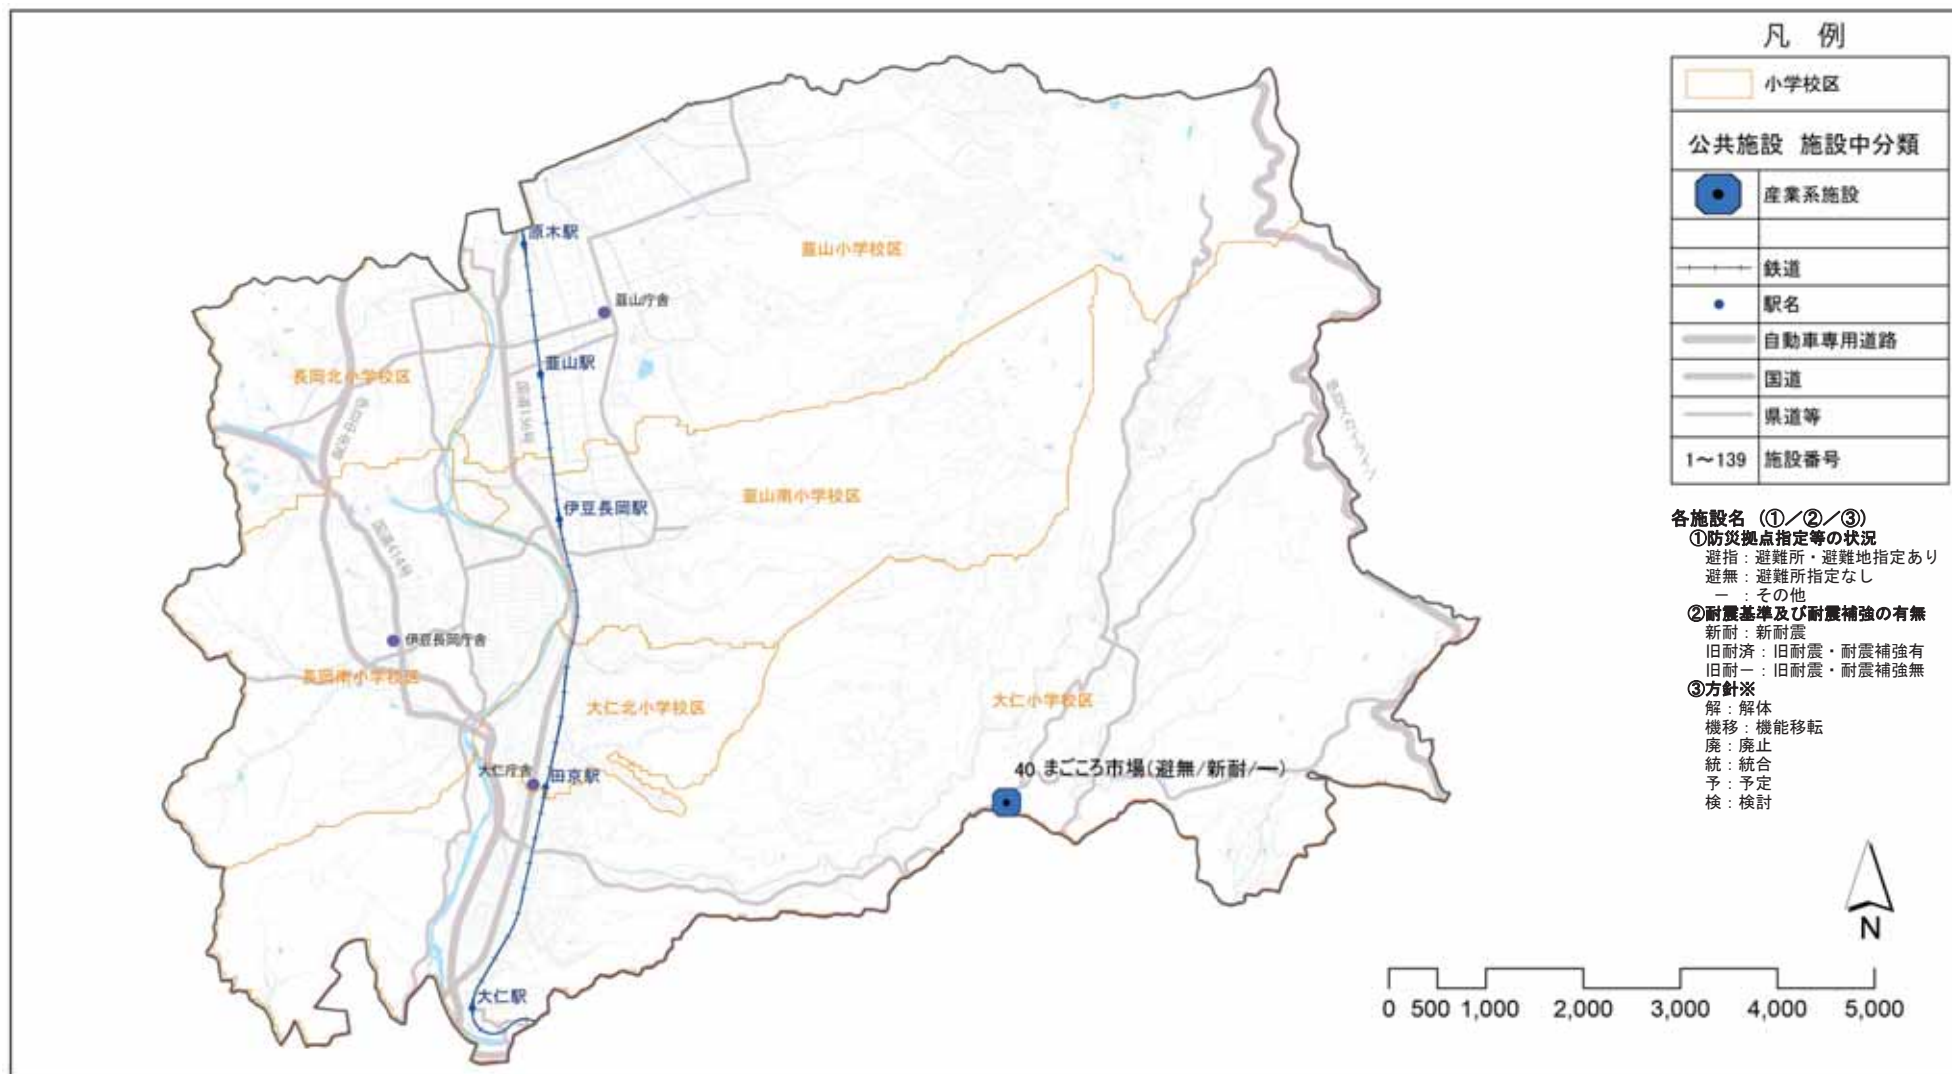 原木駅
韮山小学校区
韮山庁舎
韮山駅
長岡北小学校区
国道136号
韮山南小学校区
伊豆長岡駅
国道414号
伊豆長岡庁舎
長岡南小学校区
大仁北小学校区
大仁小学校区
大仁庁舎
田京駅
40 まごころ市場(避無/新耐/ー)
大仁駅
凡 例
小学校区
公共施設 施設中分類
産業系施設
鉄道
駅名
自動車専用道路
国道
県道等
1～139 施設番号
各施設名 (①／②／③)
①防災拠点指定等の状況
避指：避難所・避難地指定あり
避無：避難所指定なし
－ ：その他
②耐震基準及び耐震補強の有無
新耐：新耐震
旧耐済：旧耐震・耐震補強有
旧耐－：旧耐震・耐震補強無
③方針※
解：解体
機移：機能移転
廃：廃止
統：統合
予：予定
検：検討
N
0 500 1,000 2,000 3,000 4,000 5,000